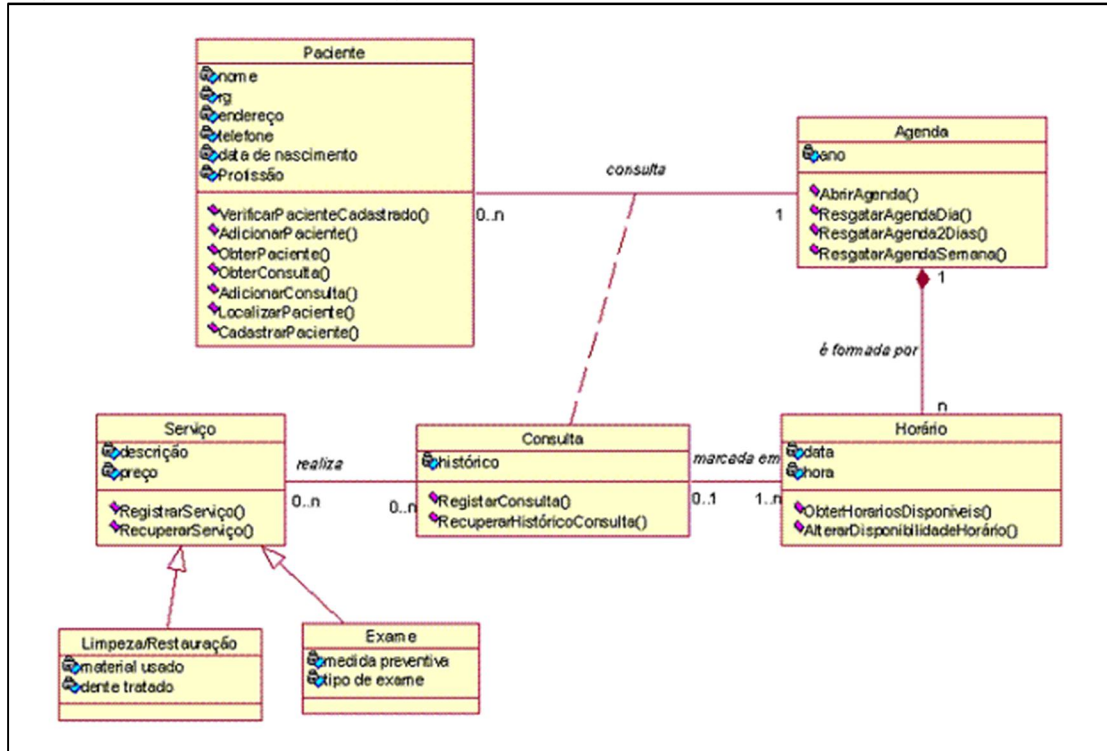 Paciente
nome
rg
endereço
telefone
data de nascimento
Profissão
VerificarPacienteCadastrado()
AdicionarPaciente()
ObterPaciente()
ObterConsulta()
AdicionarConsulta()
LocalizarPaciente()
CadastrarPaciente()
consulta
0..n
1
Agenda
ano
AbrirAgenda()
ResgatarAgendaDia()
ResgatarAgenda2Dias()
ResgatarAgendaSemana()
1
é formada por
n
Serviço
descrição
preço
RegistrarServiço()
RecuperarServiço()
realiza
0..n
0..n
Consulta
histórico
RegistarConsulta()
RecuperarHistóricoConsulta()
marcada em
0..1
1..n
Horário
data
hora
ObterHorariosDisponiveis()
AlterarDisponibilidadeHorário()
Limpeza/Restauração
material usado
dente tratado
Exame
medida preventiva
tipo de exame